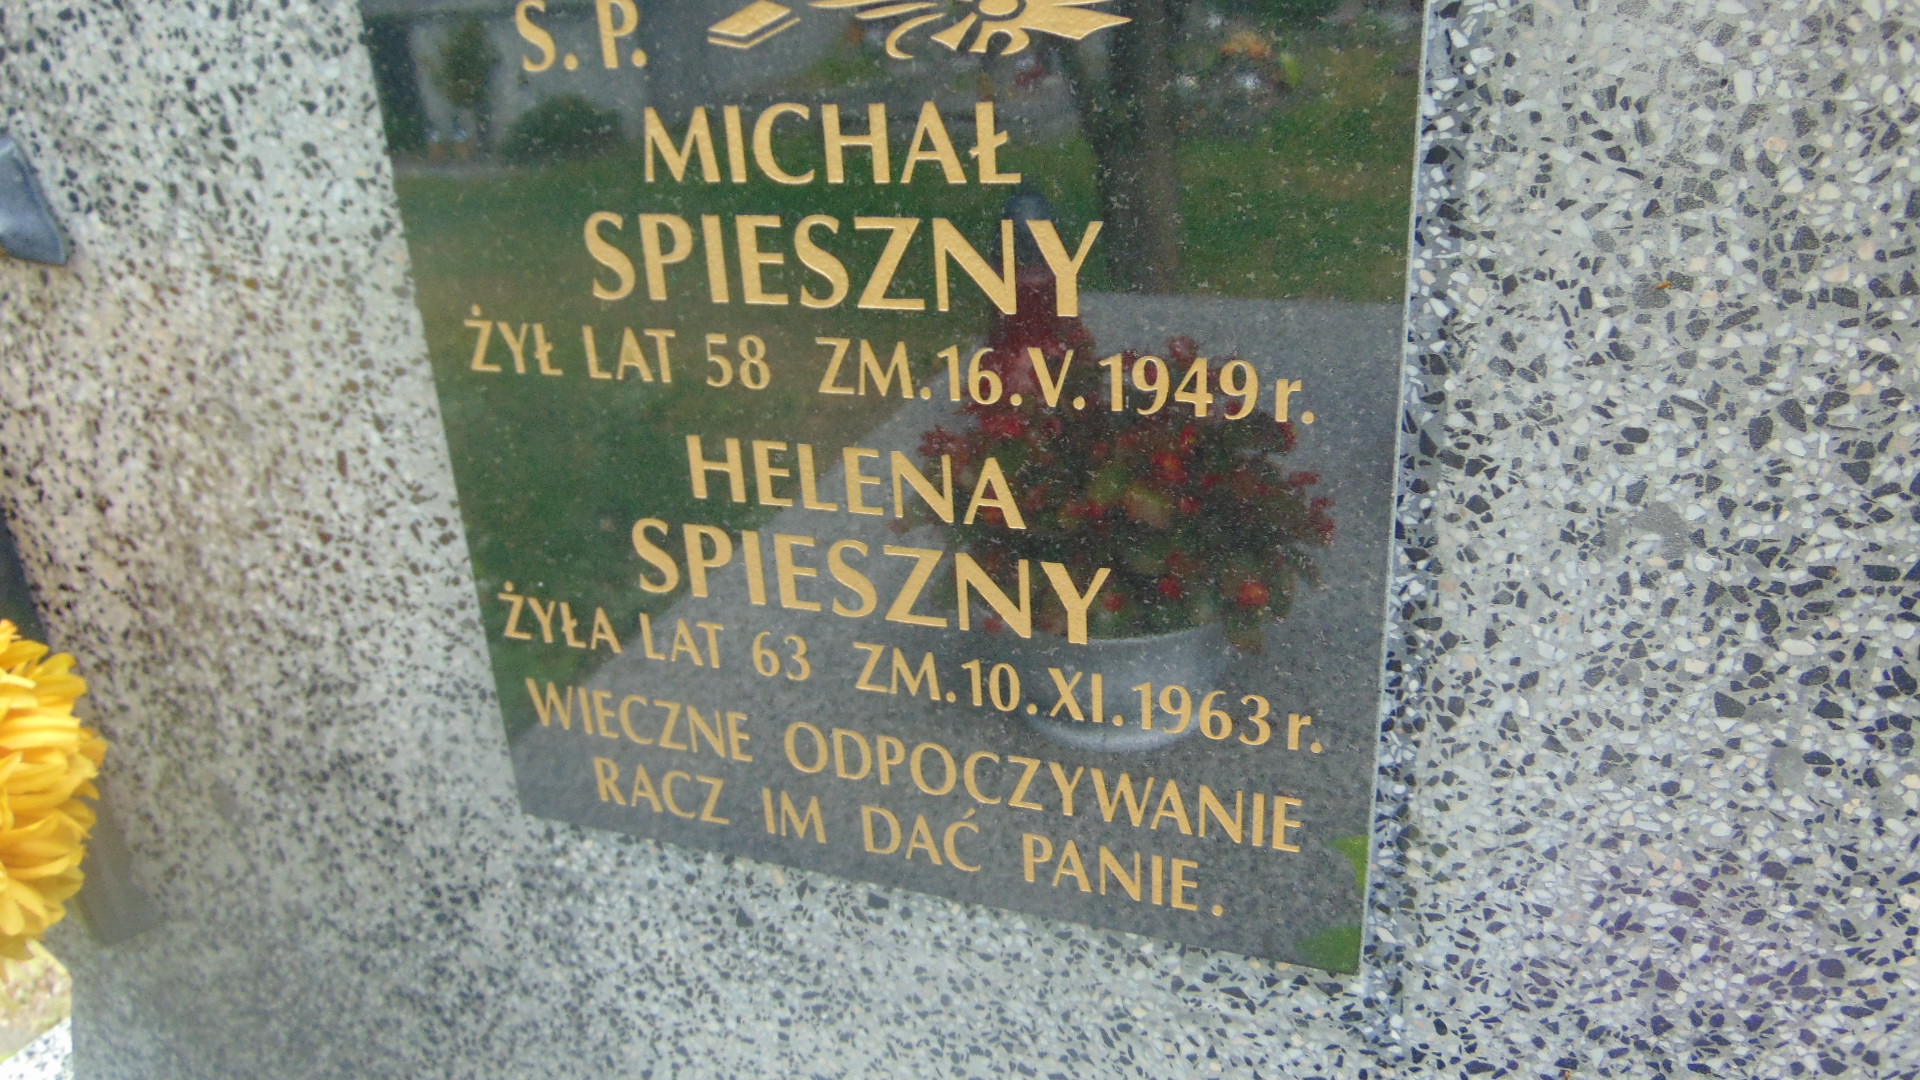 Ś. P.
MICHAŁ
SPIESZNY
ŻYŁ LAT 58 ZM. 16. V. 1949 r.
HELENA
SPIESZNY
ŻYŁA LAT 63 ZM. 10. XI. 1963 r.
WIECZNE ODPOCZYWANIE
RACZ IM DAĆ PANIE.